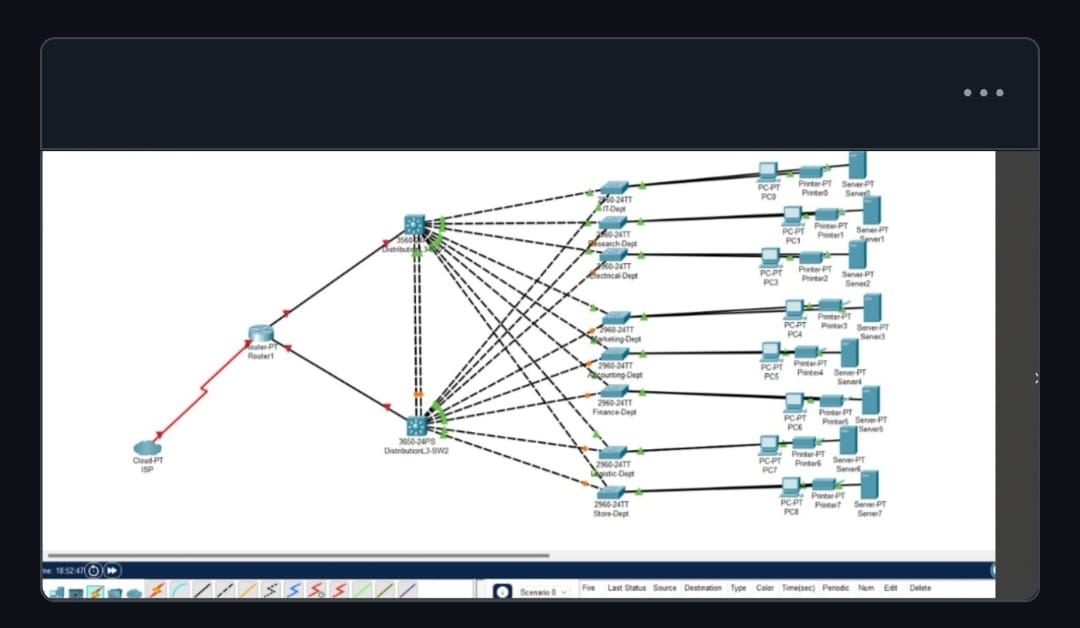 2960-24TT
IT-Dept
2960-24TT
Research-Dept
2960-24TT
Electrical-Dept
2960-24TT
Marketing-Dept
2960-24TT
Accounting-Dept
2960-24TT
Finance-Dept
2960-24TT
Logistic-Dept
2960-24TT
Store-Dept
PC-PT
PC0
Printer-PT
Printer0
Server-PT
Server0
PC-PT
PC1
Printer-PT
Printer1
Server-PT
Server1
PC-PT
PC3
Printer-PT
Printer2
Server-PT
Server2
PC-PT
PC4
Printer-PT
Printer3
Server-PT
Server3
PC-PT
PC5
Printer-PT
Printer4
Server-PT
Server4
PC-PT
PC6
Printer-PT
Printer5
Server-PT
Server5
PC-PT
PC7
Printer-PT
Printer6
Server-PT
Server6
PC-PT
PC8
Printer-PT
Printer7
Server-PT
Server7
Router-PT
Router1
3650-24PS
DistributionL3-SW2
Cloud-PT
ISP
me: 18:52:47
Scenario 0
Fire Last Status Source Destination Type Color Time(sec) Periodic Num Edit Delete